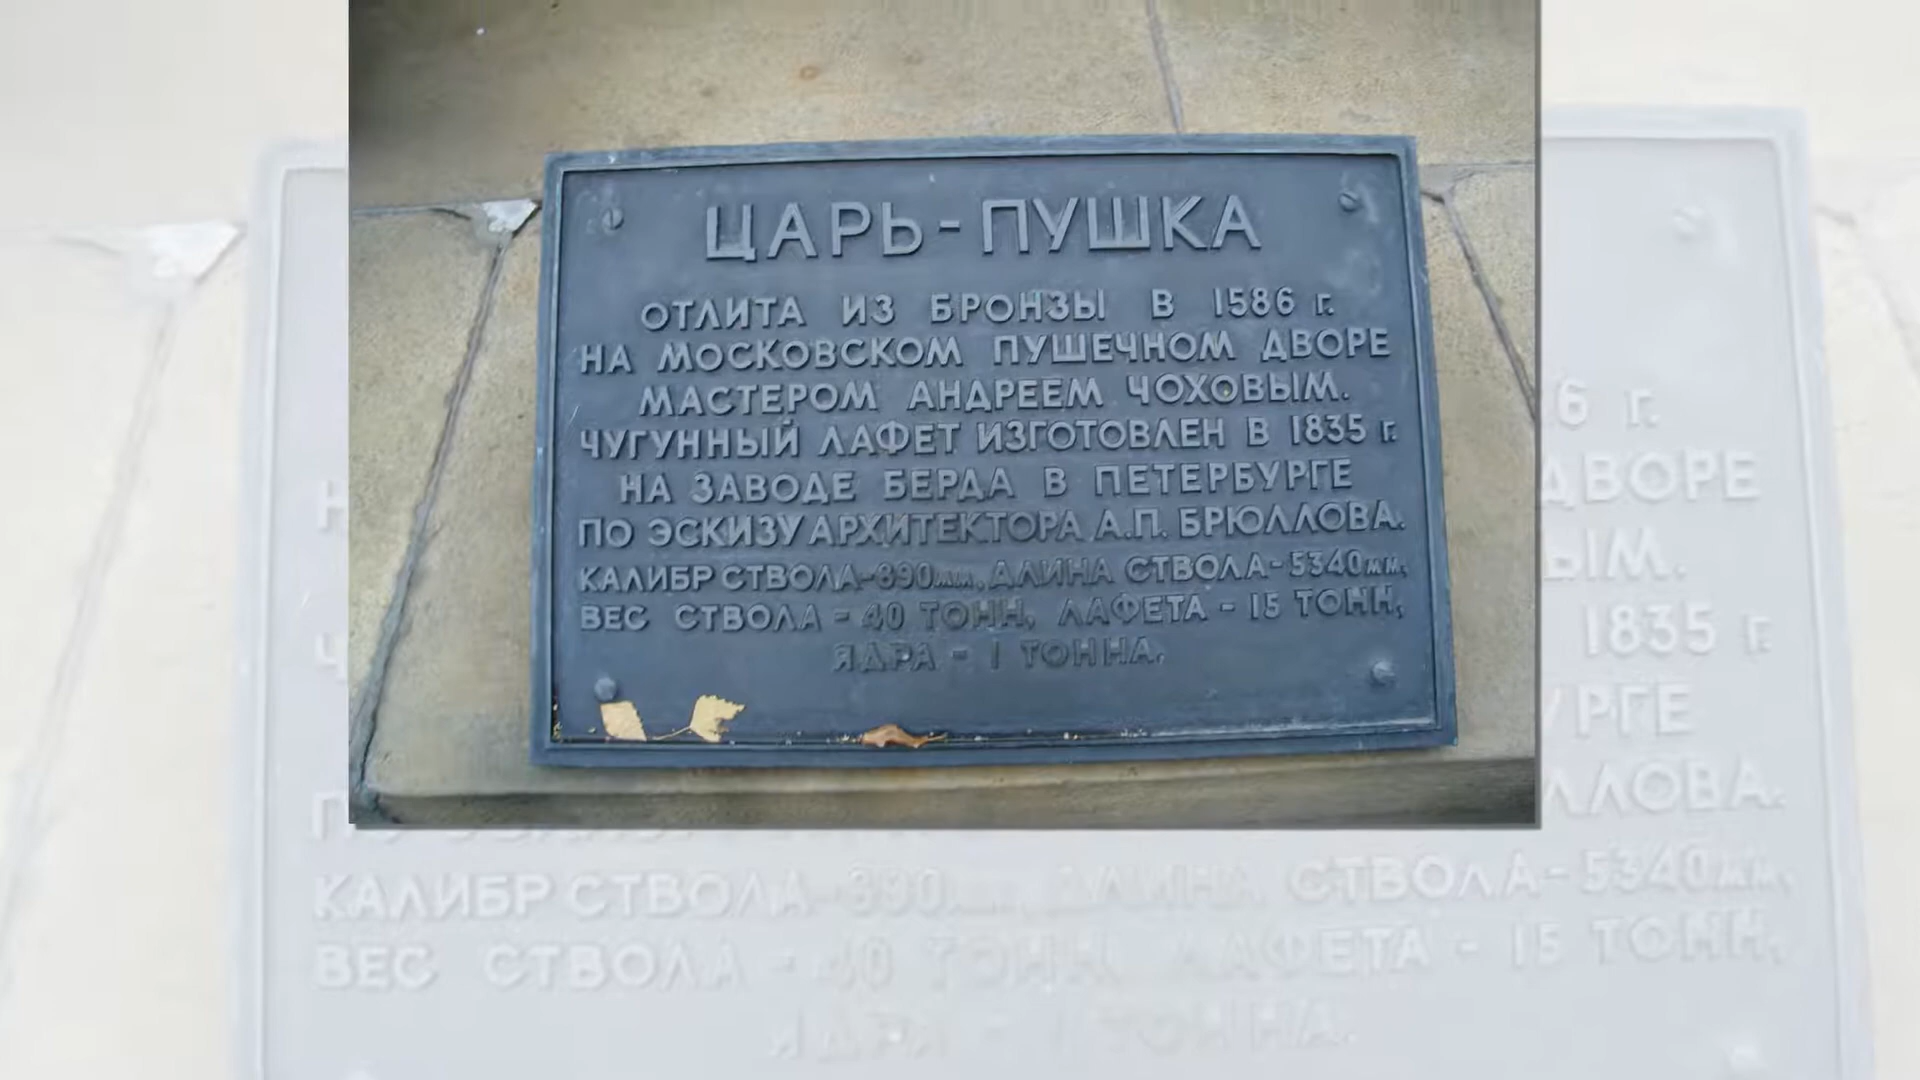 ЦАРЬ-ПУШКА
ОТЛИТА ИЗ БРОНЗЫ В 1586 г.
НА МОСКОВСКОМ ПУШЕЧНОМ ДВОРЕ
МАСТЕРОМ АНДРЕЕМ ЧОХОВЫМ.
ЧУГУННЫЙ ЛАФЕТ ИЗГОТОВЛЕН В 1835 г.
НА ЗАВОДЕ БЕРДА В ПЕТЕРБУРГЕ
ПО ЭСКИЗУ АРХИТЕКТОРА А.П. БРЮЛЛОВА.
КАЛИБР СТВОЛА-890мм, ДЛИНА СТВОЛА-5340мм,
ВЕС СТВОЛА - 40 ТОНН, ЛАФЕТА - 15 ТОНН,
ЯДРА - 1 ТОННА.